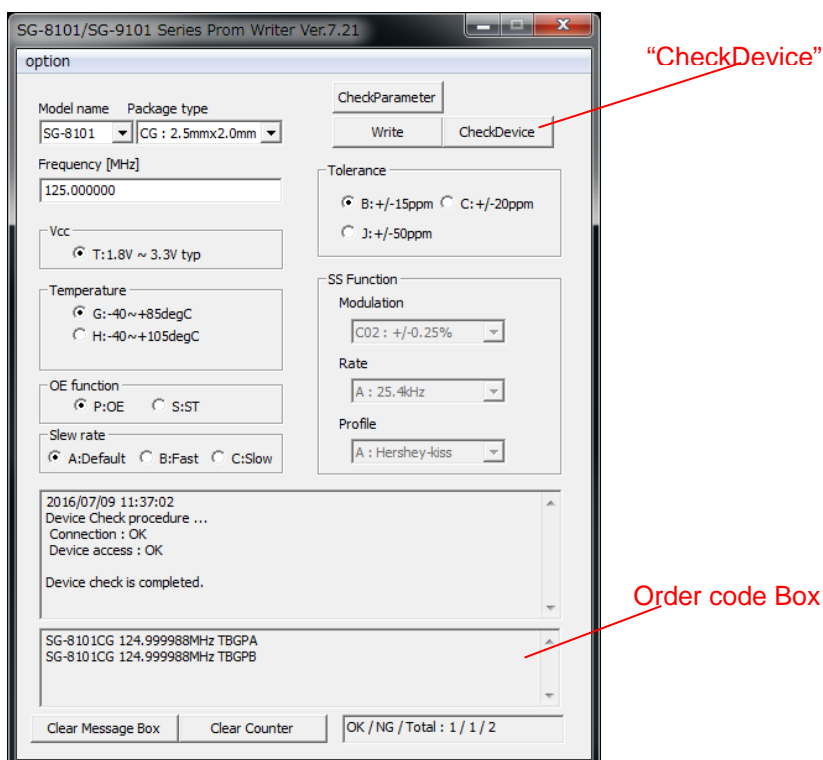 SG-8101/SG-9101 Series Prom Writer Ver.7.21
option
"CheckDevice"
CheckParameter
Model name Package type
SG-8101 CG : 2.5mmx2.0mm
Write CheckDevice
Frequency [MHz]
125.000000
Tolerance
B:+/-15ppm C:+/-20ppm
J:+/-50ppm
Vcc
T:1.8V ~ 3.3V typ
Temperature
G:-40~+85degC
H:-40~+105degC
SS Function
Modulation
C02 : +/-0.25%
Rate
A : 25.4kHz
Profile
A : Hershey-kiss
OE function
P:OE S:ST
Slew rate
A:Default B:Fast C:Slow
2016/07/09 11:37:02
Device Check procedure ...
Connection : OK
Device access : OK
Device check is completed.
Order code Box
SG-8101CG 124.999988MHz TBGPA
SG-8101CG 124.999988MHz TBGPB
Clear Message Box Clear Counter OK / NG / Total : 1 / 1 / 2